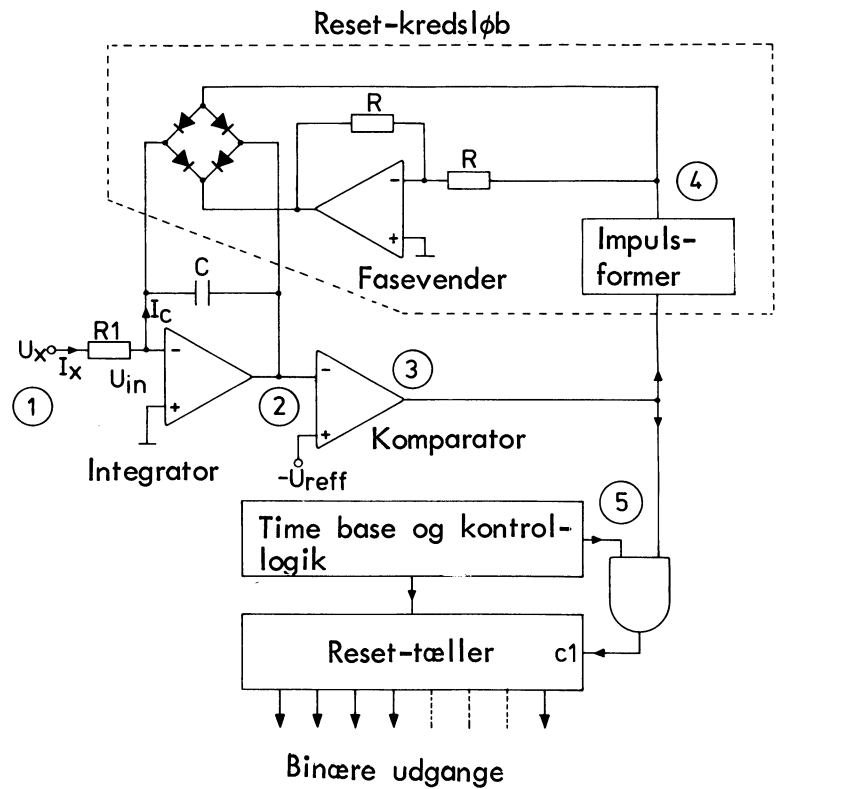 Reset-kredsløb
R
R
-
+
4
Impuls-
former
Fasevender
C
Ic
R1
Ux
Ix
Uin
-
+
1
2
3
-
+
Integrator
Komparator
-Ureff
5
Time base og kontrol-
logik
Reset-tæller
c1
Binære udgange